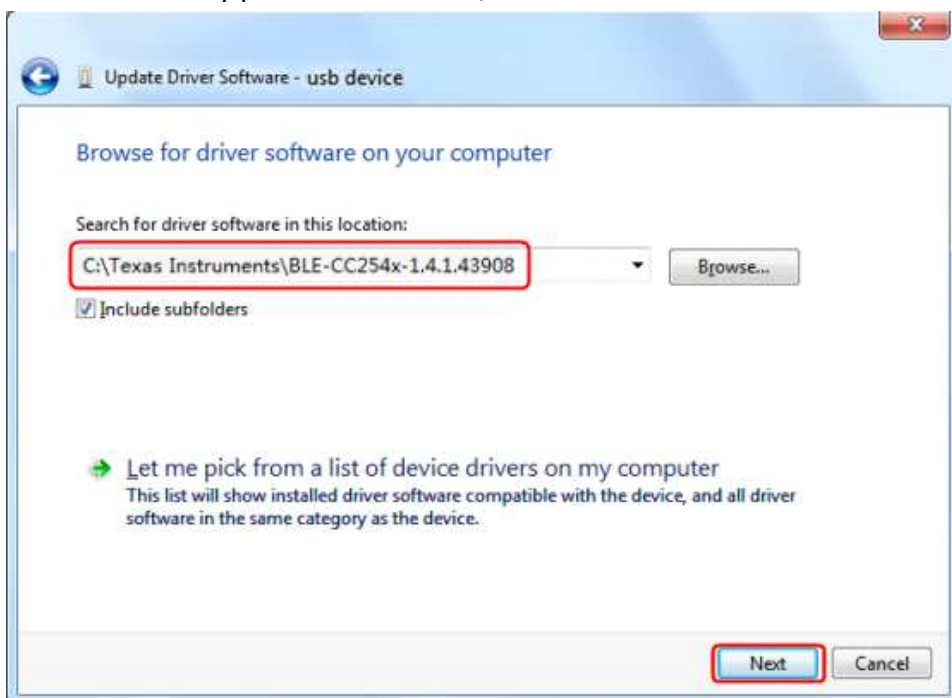 Update Driver Software - usb device
Browse for driver software on your computer
Search for driver software in this location:
C:\Texas Instruments\BLE-CC254x-1.4.1.43908
Browse...
Include subfolders
Let me pick from a list of device drivers on my computer
This list will show installed driver software compatible with the device, and all driver
software in the same category as the device.
Next
Cancel